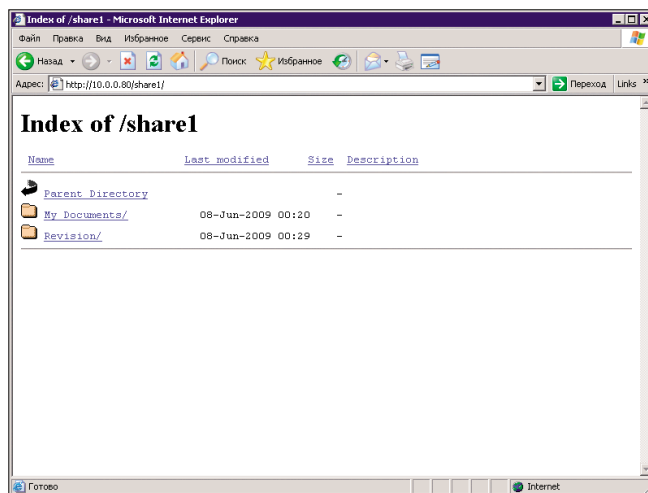 Index of /share1 - Microsoft Internet Explorer
Файл Правка Вид Избранное Сервис Справка
Назад Поиск Избранное
Адрес: http://10.0.0.80/share1/ Переход Links »
Index of /share1
Name Last modified Size Description
Parent Directory -
My Documents/ 08-Jun-2009 00:20 -
Revision/ 08-Jun-2009 00:29 -
Готово Internet